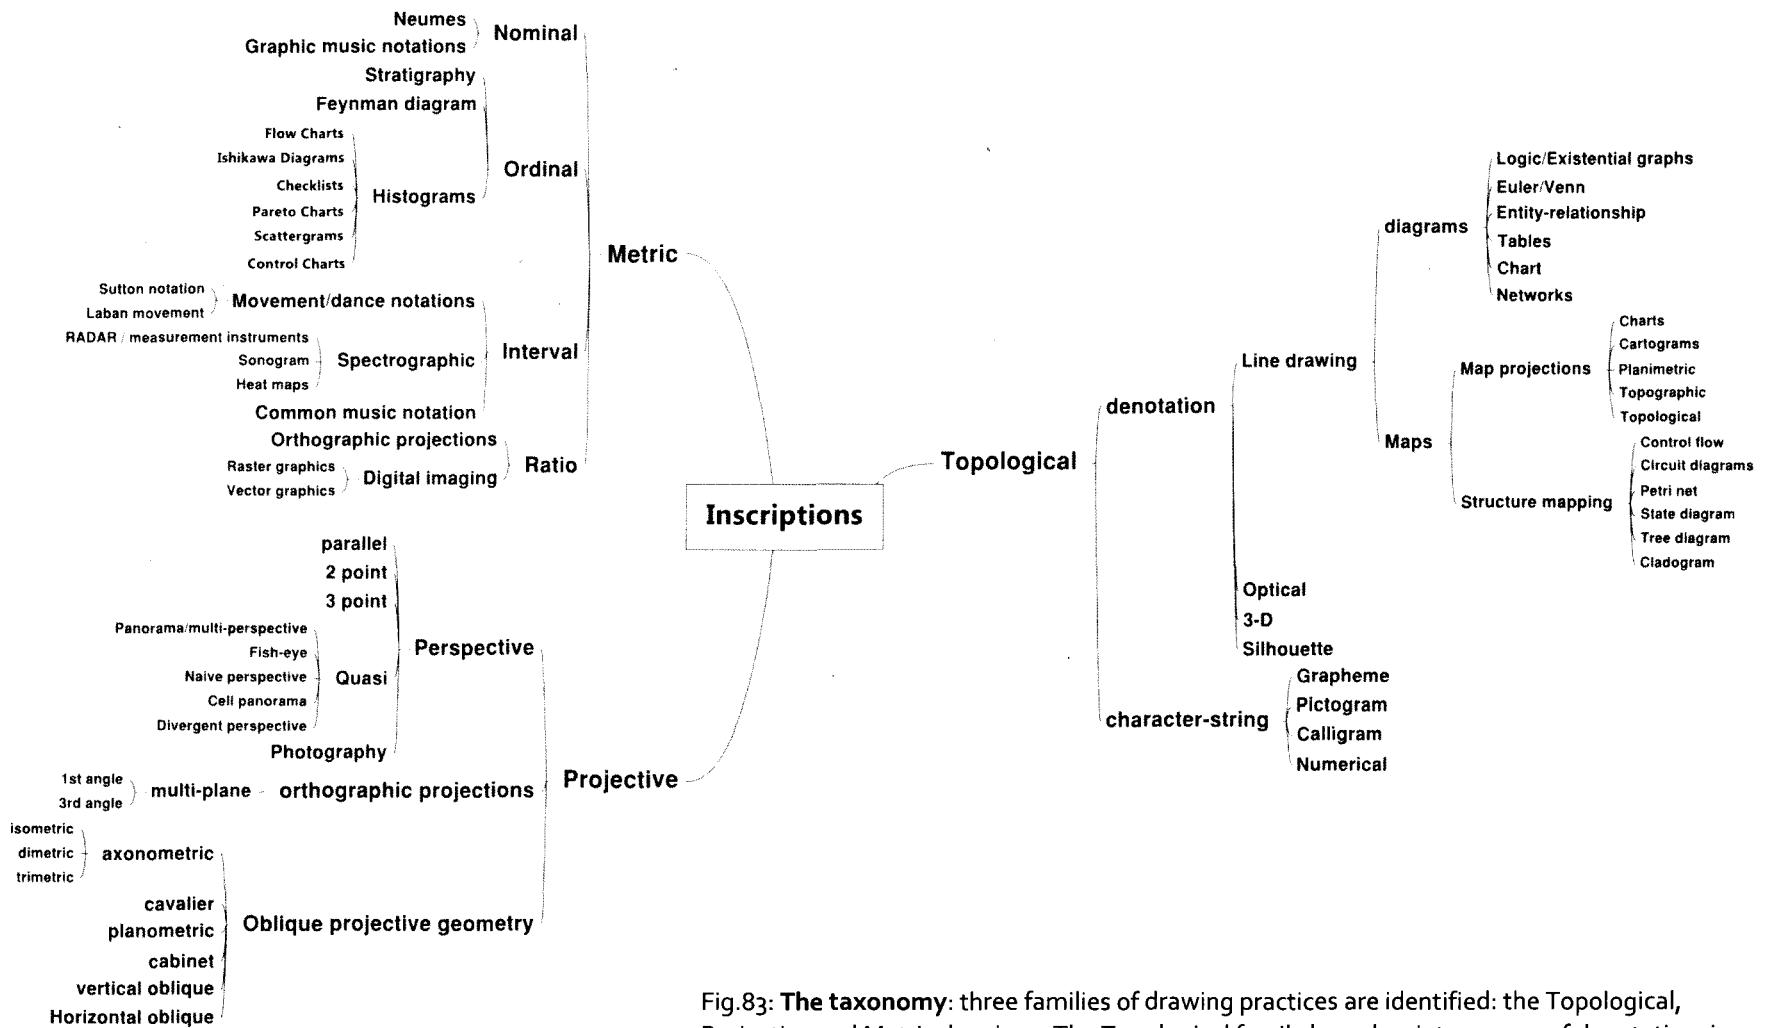 Neumes
Graphic music notations
Nominal
Stratigraphy
Feynman diagram
Flow Charts
Ishikawa Diagrams
Checklists
Pareto Charts
Scattergrams
Control Charts
Histograms
Ordinal
Sutton notation
Laban movement
Movement/dance notations
RADAR / measurement instruments
Sonogram
Heat maps
Spectrographic
Common music notation
Interval
Orthographic projections
Raster graphics
Vector graphics
Digital imaging
Ratio
Metric
Inscriptions
parallel
2 point
3 point
Panorama/multi-perspective
Fish-eye
Naive perspective
Cell panorama
Divergent perspective
Quasi
Photography
Perspective
1st angle
3rd angle
multi-plane
orthographic projections
isometric
dimetric
trimetric
axonometric
cavalier
planometric
cabinet
vertical oblique
Horizontal oblique
Oblique projective geometry
Projective
Topological
denotation
Line drawing
diagrams
Logic/Existential graphs
Euler/Venn
Entity-relationship
Tables
Chart
Networks
Maps
Map projections
Charts
Cartograms
Planimetric
Topographic
Topological
Structure mapping
Control flow
Circuit diagrams
Petri net
State diagram
Tree diagram
Cladogram
Optical
3-D
Silhouette
character-string
Grapheme
Pictogram
Calligram
Numerical
Fig.83: The taxonomy: three families of drawing practices are identified: the Topological,